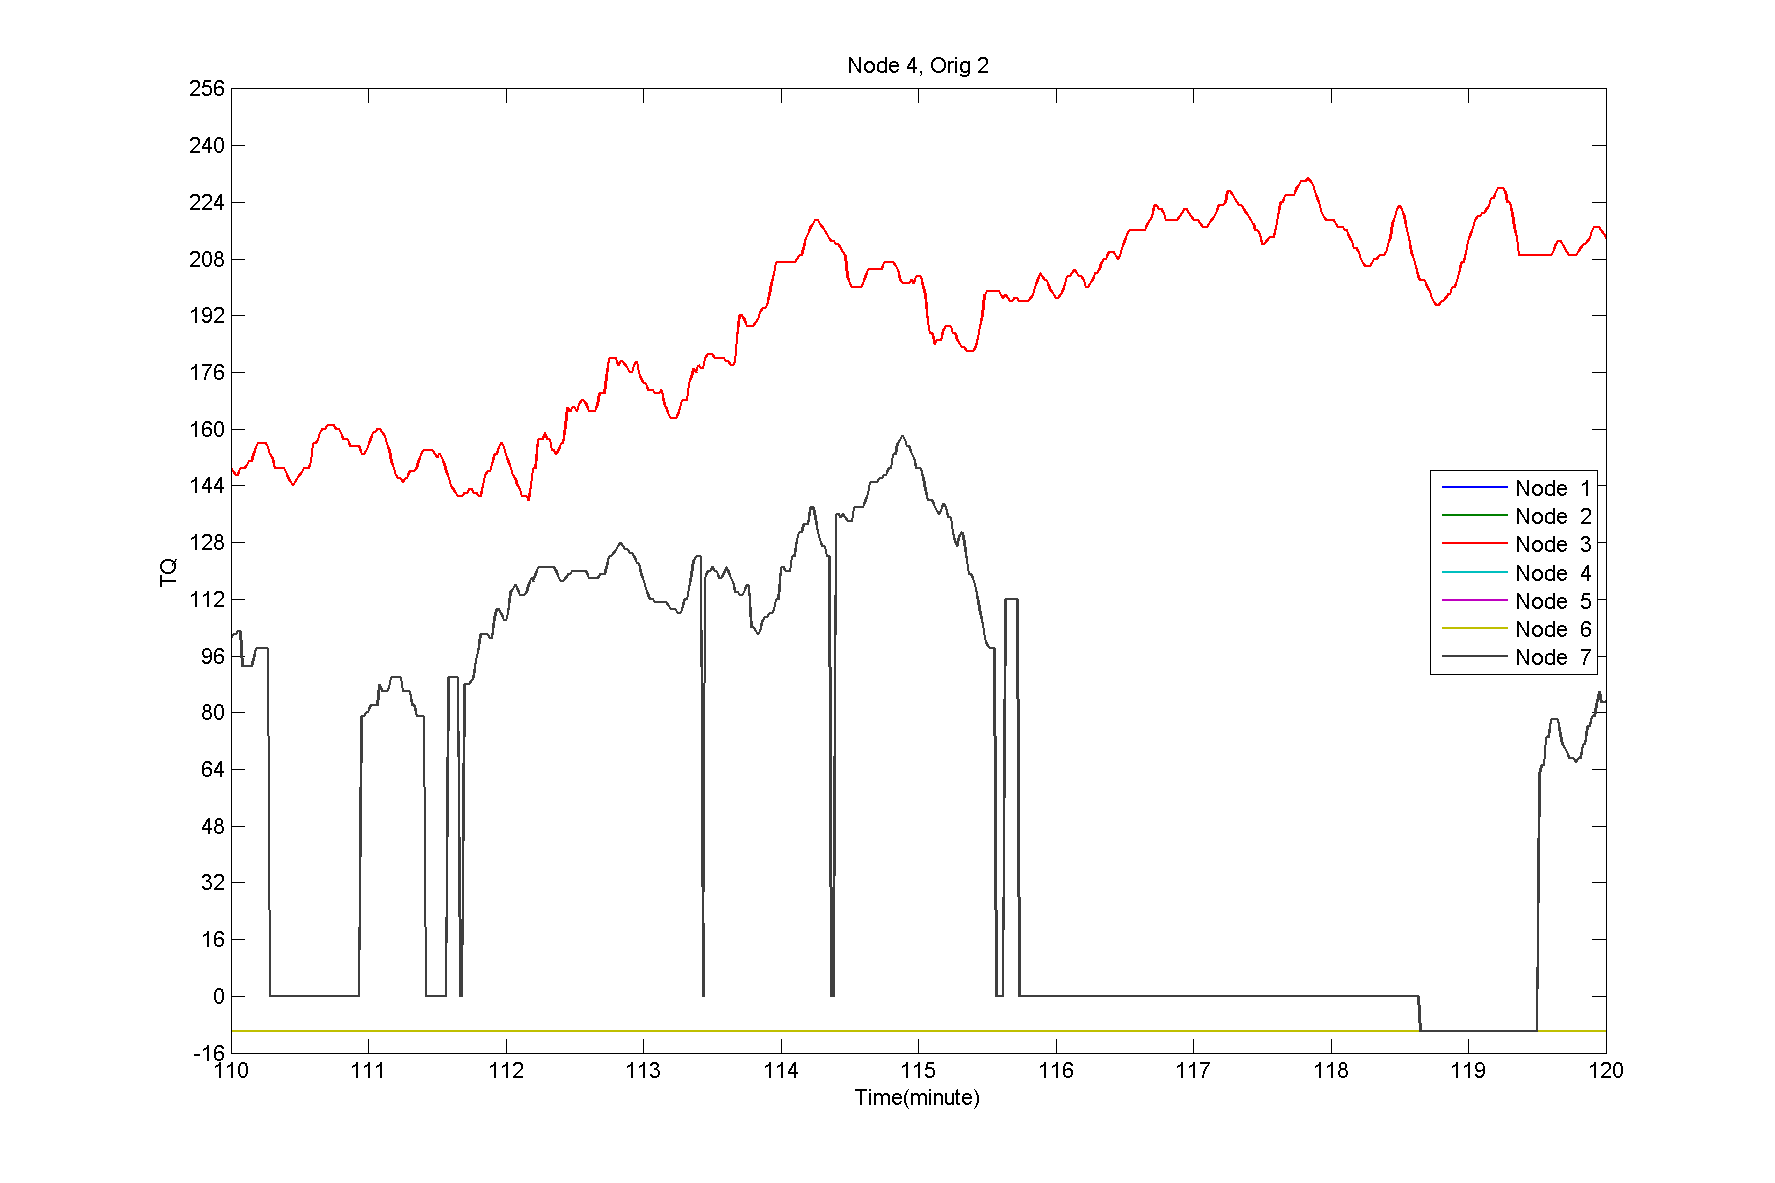 Node 4, Orig 2
256
240
224
208
192
176
160
144
128
112
96
80
64
48
32
16
0
-16
TQ
Node 1
Node 2
Node 3
Node 4
Node 5
Node 6
Node 7
110 111 112 113 114 115 116 117 118 119 120
Time(minute)